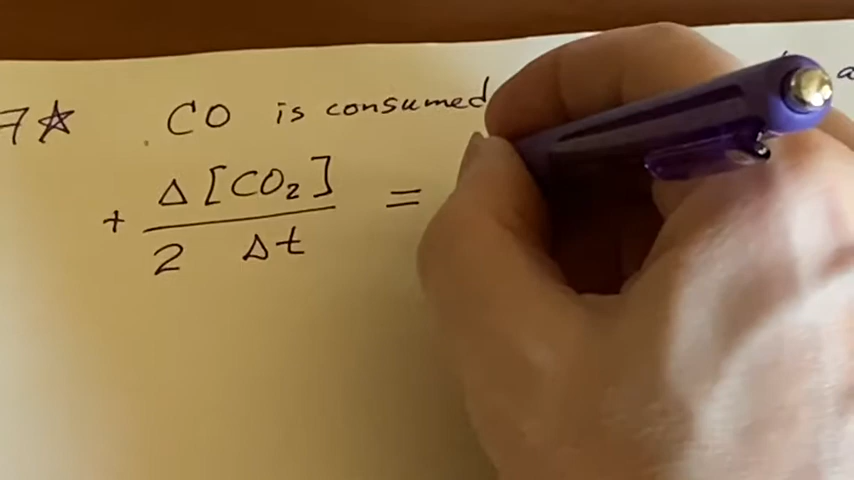 7☆ CO is consumed
+ Δ[CO₂] =
2 Δt